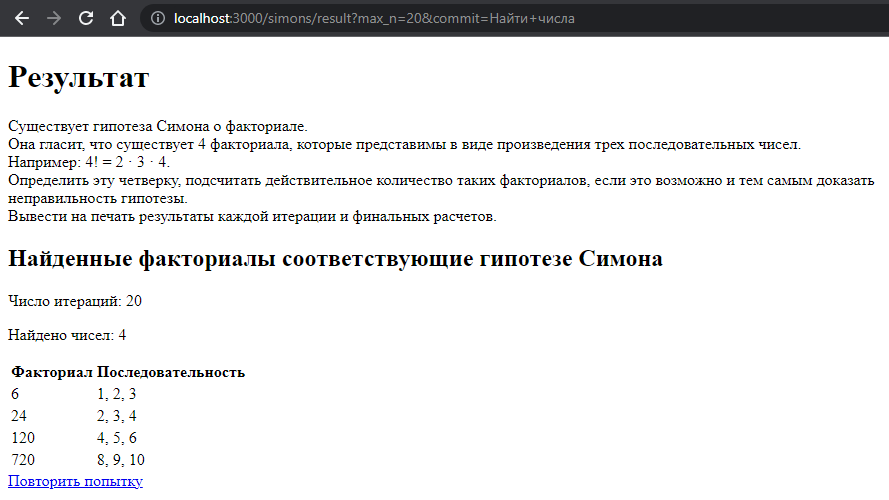 localhost:3000/simons/result?max_n=20&commit=Найти+числа
Результат
Существует гипотеза Симона о факториале.
Она гласит, что существует 4 факториала, которые представимы в виде произведения трех последовательных чисел.
Например: 4! = 2 · 3 · 4.
Определить эту четверку, подсчитать действительное количество таких факториалов, если это возможно и тем самым доказать
неправильность гипотезы.
Вывести на печать результаты каждой итерации и финальных расчетов.
Найденные факториалы соответствующие гипотезе Симона
Число итераций: 20
Найдено чисел: 4
Факториал Последовательность
6 1, 2, 3
24 2, 3, 4
120 4, 5, 6
720 8, 9, 10
Повторить попытку